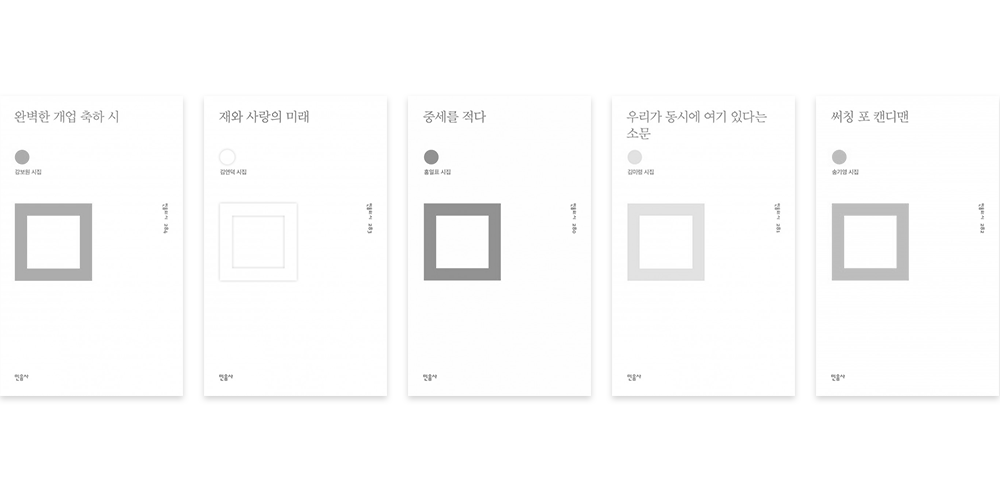 완벽한 개업 축하 시
강보원 시집
민음의 시 284
민음사
재와 사랑의 미래
김연덕 시집
민음의 시 283
민음사
중세를 적다
홍일표 시집
민음의 시 280
민음사
우리가 동시에 여기 있다는
소문
김미령 시집
민음의 시 281
민음사
써칭 포 캔디맨
송기영 시집
민음의 시 282
민음사